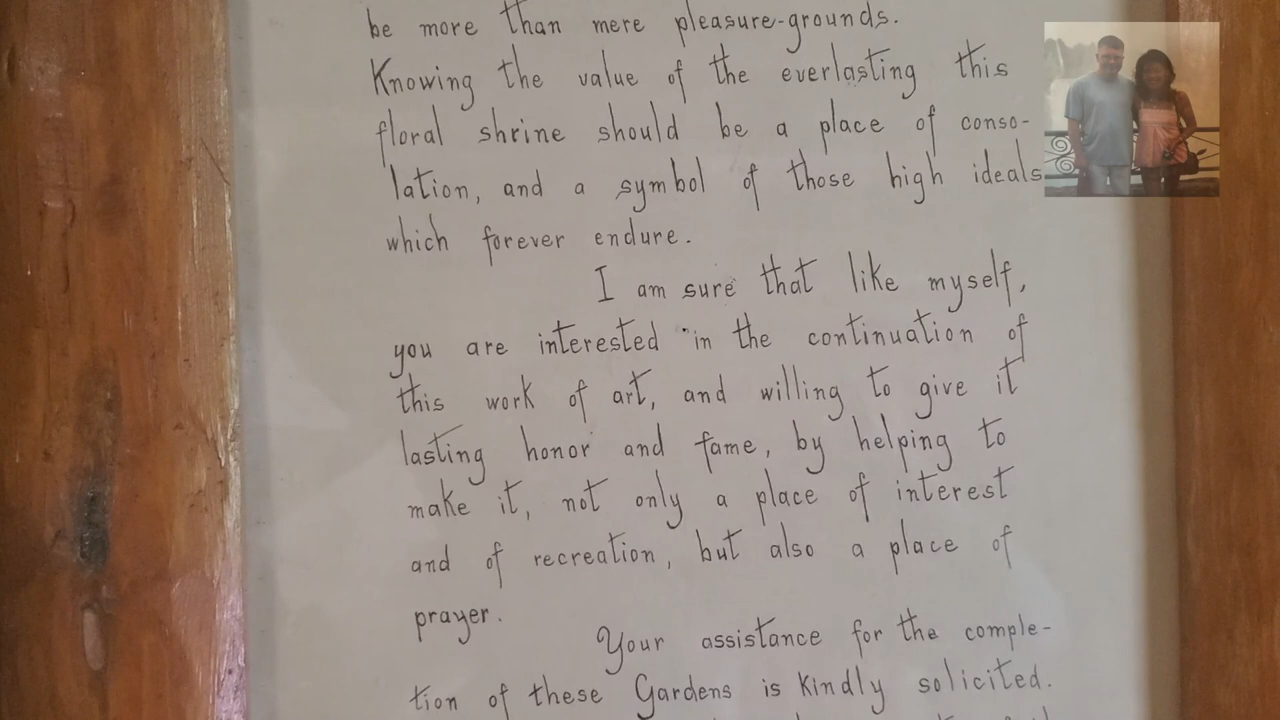 be more than mere pleasure-grounds.
Knowing the value of the everlasting this
floral shrine should be a place of conso-
lation, and a symbol of those high ideals
which forever endure.
I am sure that like myself,
you are interested in the continuation of
this work of art, and willing to give it
lasting honor and fame, by helping to
make it, not only a place of interest
and of recreation, but also a place of
prayer.
Your assistance for the comple-
tion of these Gardens is kindly solicited.